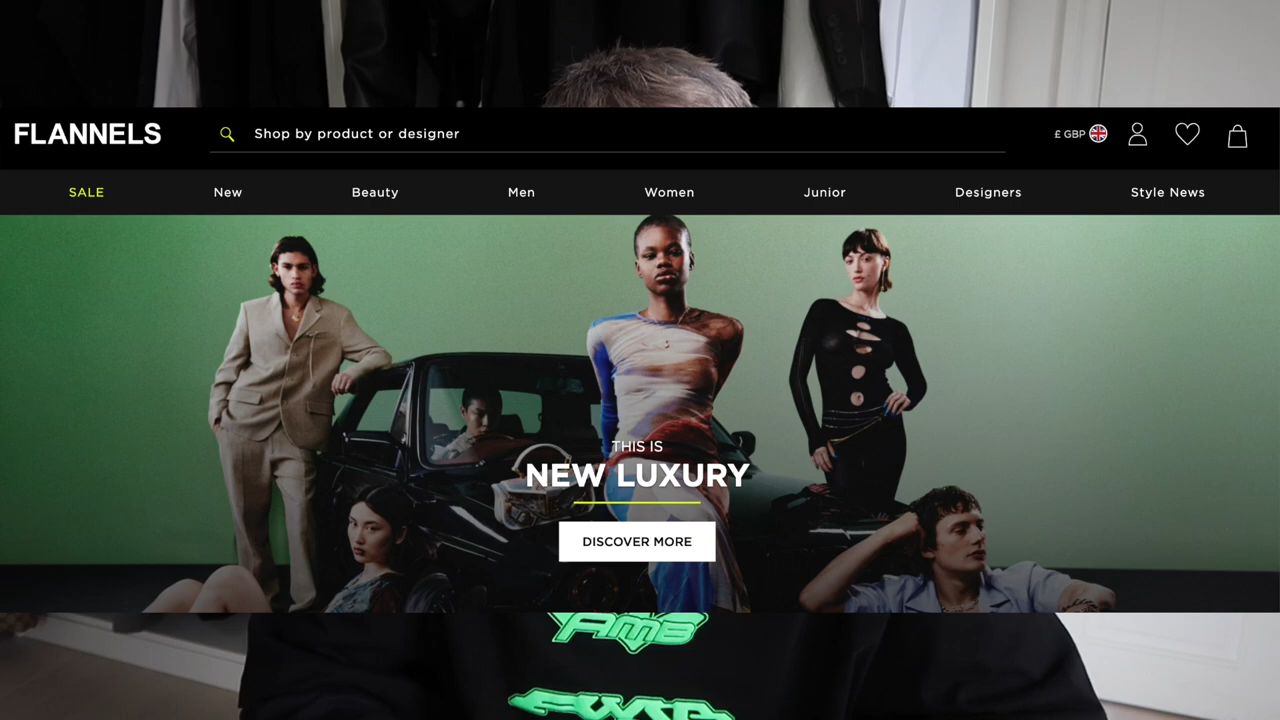 FLANNELS
Shop by product or designer
£ GBP
SALE
New
Beauty
Men
Women
Junior
Designers
Style News
THIS IS
NEW LUXURY
DISCOVER MORE
AMB